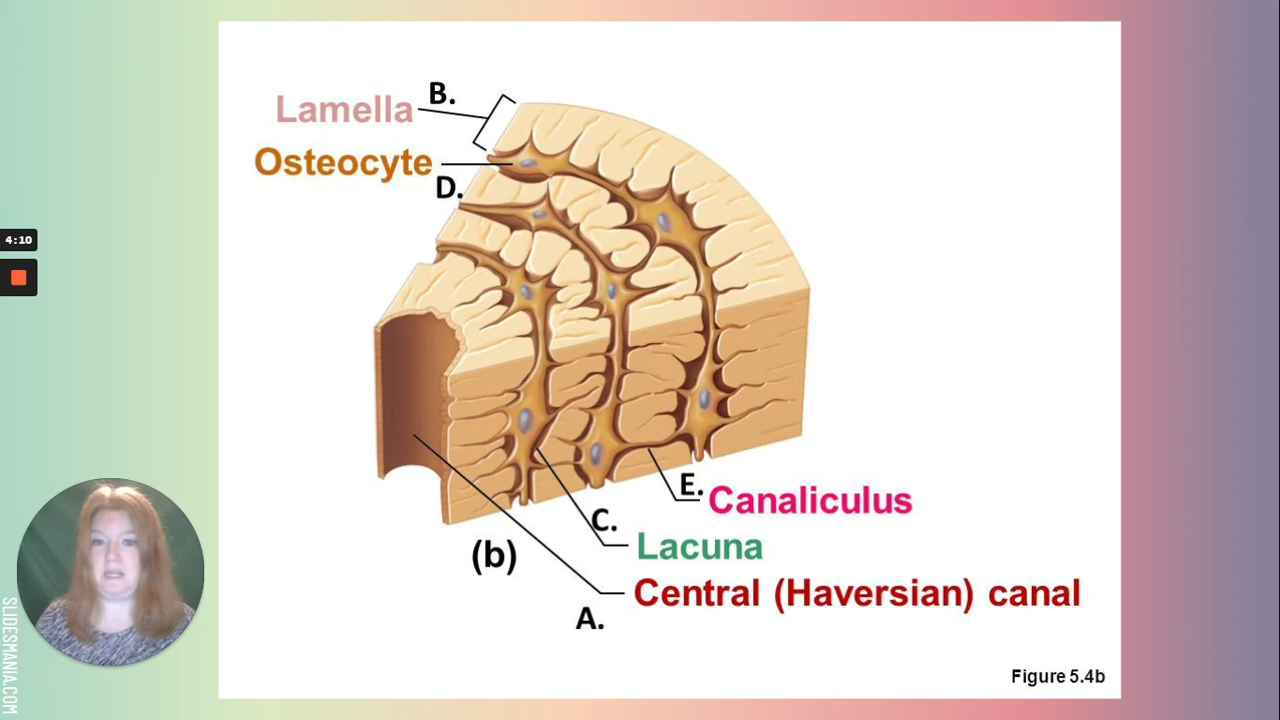 B.
Lamella
Osteocyte
D.
4:10
E.
Canaliculus
C.
Lacuna
(b)
Central (Haversian) canal
A.
Figure 5.4b
SLIDESMANIA.COM